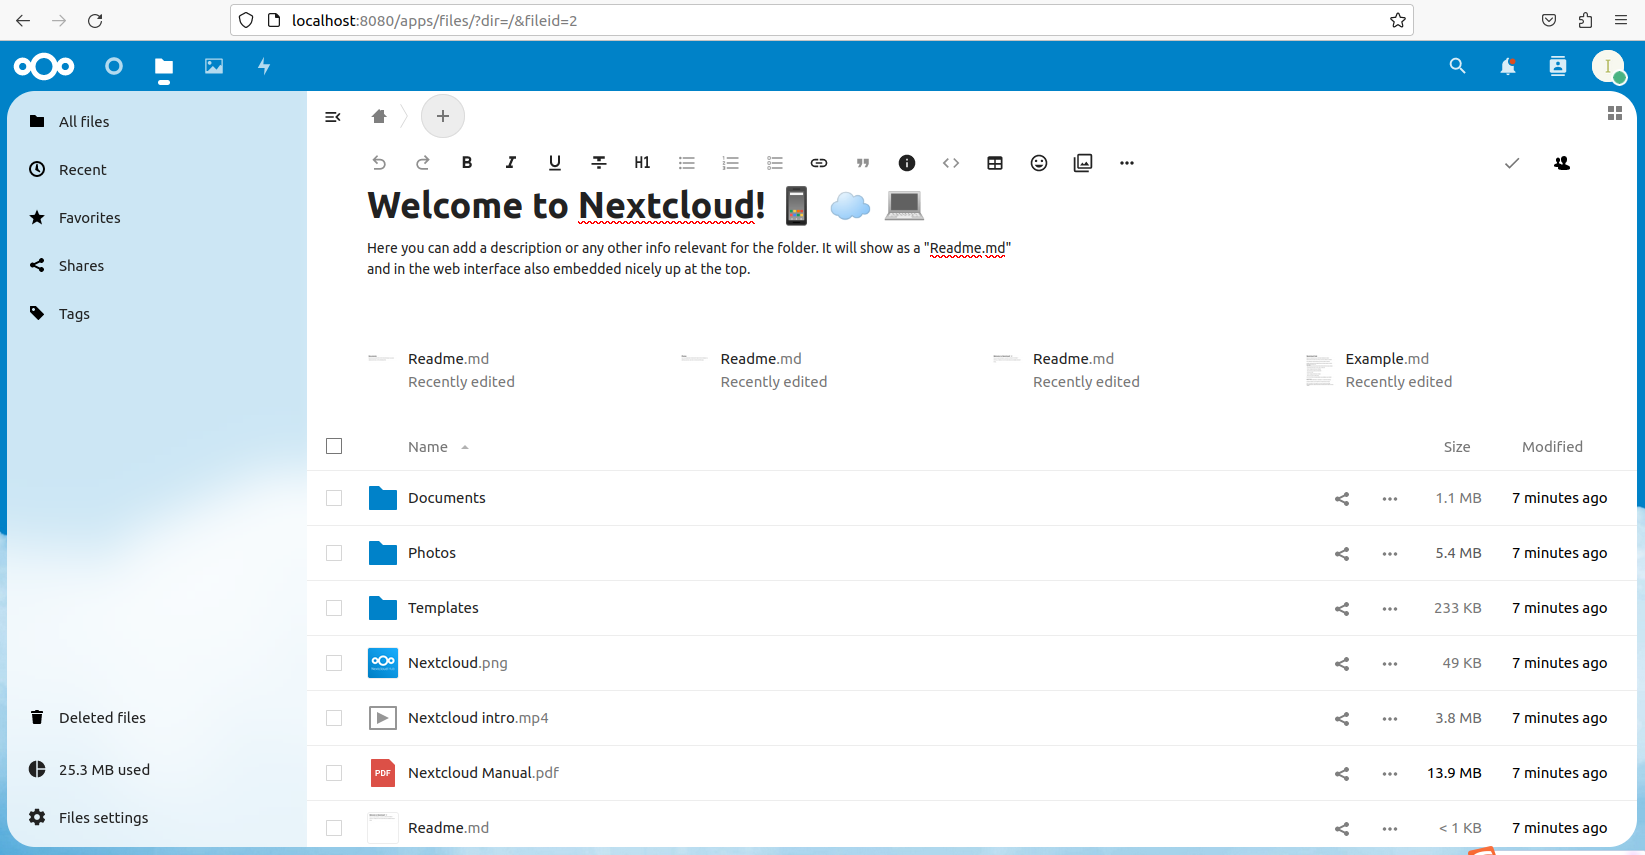 localhost:8080/apps/files/?dir=/&fileid=2
I
All files
Recent
Favorites
Shares
Tags
Deleted files
25.3 MB used
Files settings
B I U S H1
Welcome to Nextcloud! 📱 ☁️ 💻
Here you can add a description or any other info relevant for the folder. It will show as a "Readme.md"
and in the web interface also embedded nicely up at the top.
Readme.md
Recently edited
Readme.md
Recently edited
Readme.md
Recently edited
Example.md
Recently edited
Name Size Modified
Documents 1.1 MB 7 minutes ago
Photos 5.4 MB 7 minutes ago
Templates 233 KB 7 minutes ago
Nextcloud.png 49 KB 7 minutes ago
Nextcloud intro.mp4 3.8 MB 7 minutes ago
PDF Nextcloud Manual.pdf 13.9 MB 7 minutes ago
Readme.md < 1 KB 7 minutes ago